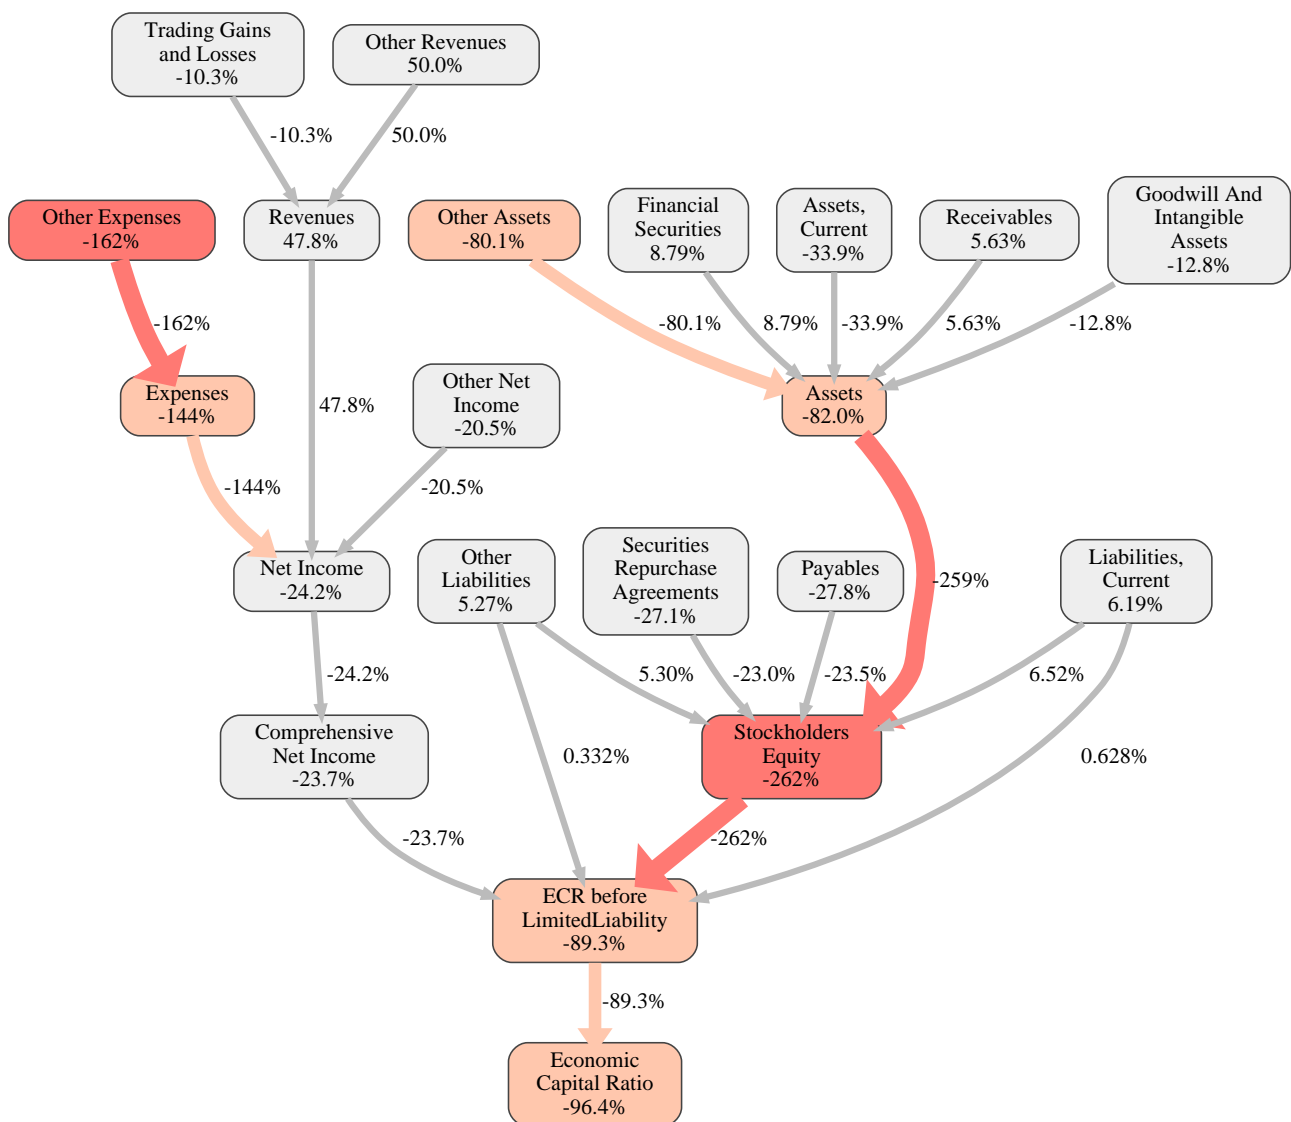 Trading Gains
and Losses
-10.3%
Other Revenues
50.0%
-10.3%
50.0%
Other Expenses
-162%
Revenues
47.8%
Other Assets
-80.1%
Financial
Securities
8.79%
Assets,
Current
-33.9%
Receivables
5.63%
Goodwill And
Intangible
Assets
-12.8%
-162%
47.8%
-80.1%
8.79%
-33.9%
5.63%
-12.8%
Expenses
-144%
Other Net
Income
-20.5%
Assets
-82.0%
-144%
-20.5%
-259%
Net Income
-24.2%
Other
Liabilities
5.27%
Securities
Repurchase
Agreements
-27.1%
Payables
-27.8%
Liabilities,
Current
6.19%
-24.2%
5.30%
-23.0%
-23.5%
6.52%
Comprehensive
Net Income
-23.7%
0.332%
Stockholders
Equity
-262%
0.628%
-23.7%
-262%
ECR before
LimitedLiability
-89.3%
-89.3%
Economic
Capital Ratio
-96.4%